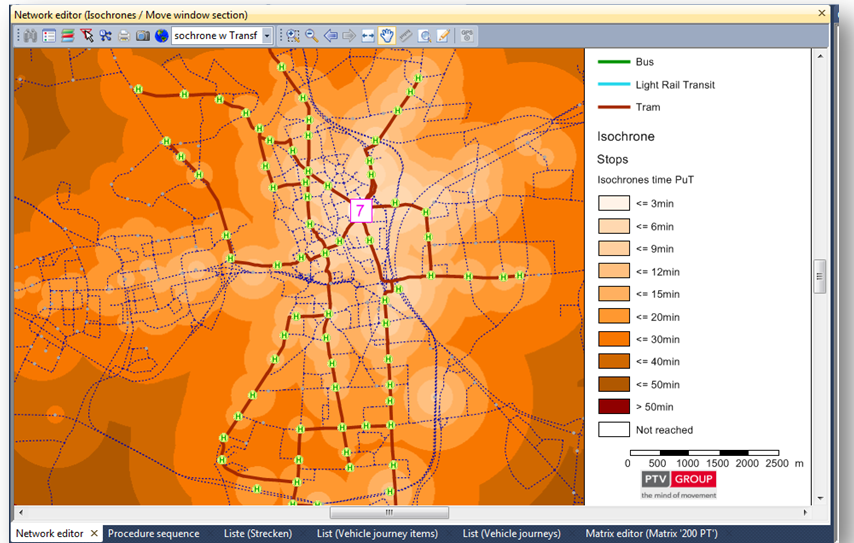 Network editor (Isochrones / Move window section)
sochrone w Transf
Bus
Light Rail Transit
Tram
Isochrone
Stops
Isochrones time PuT
<= 3min
<= 6min
<= 9min
<= 12min
<= 15min
<= 20min
<= 30min
<= 40min
<= 50min
> 50min
Not reached
0 500 1000 1500 2000 2500 m
PTV GROUP
the mind of movement
7
Network editor Procedure sequence Liste (Strecken) List (Vehicle journey items) List (Vehicle journeys) Matrix editor (Matrix '200 PT')